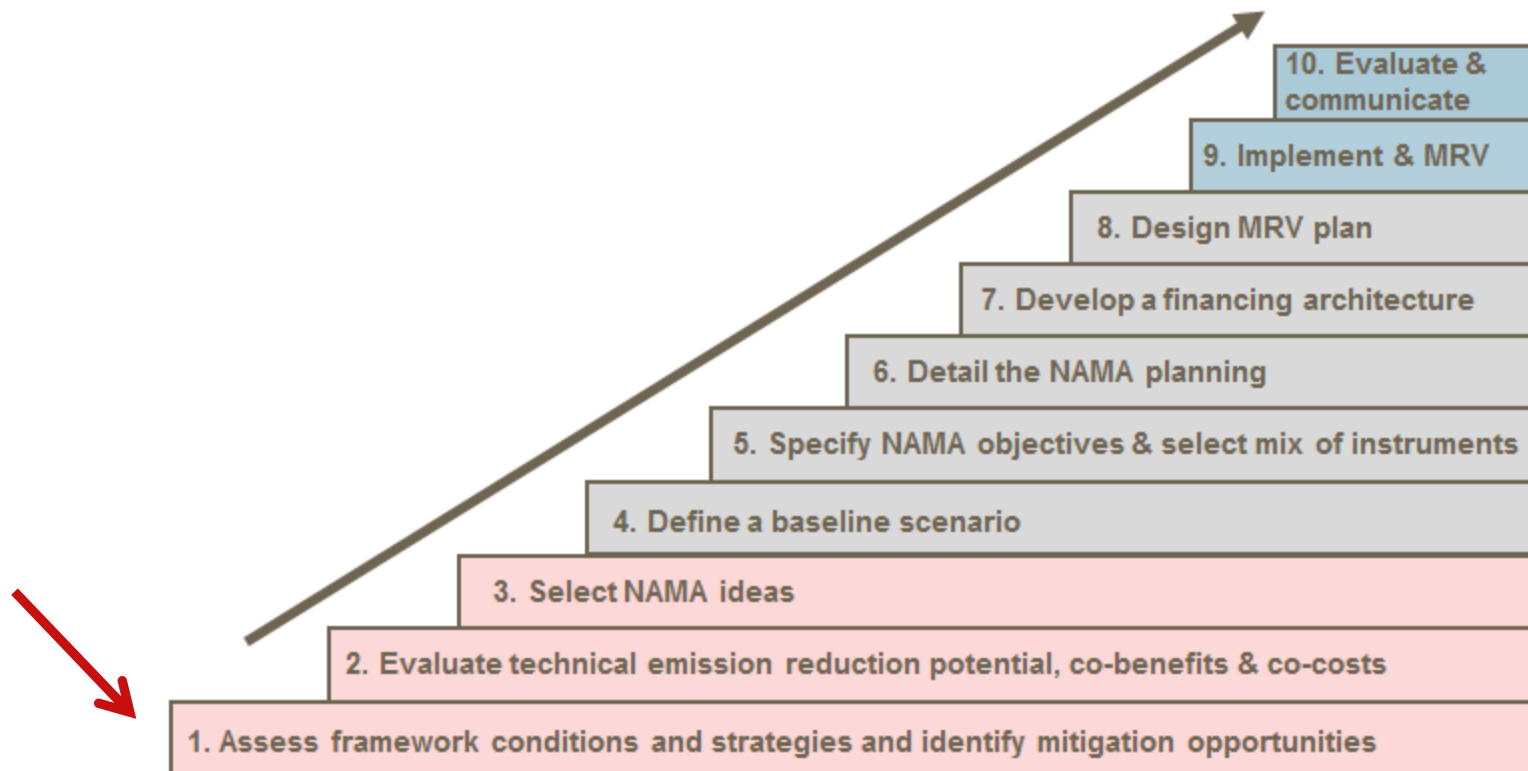 10. Evaluate &
communicate
9. Implement & MRV
8. Design MRV plan
7. Develop a financing architecture
6. Detail the NAMA planning
5. Specify NAMA objectives & select mix of instruments
4. Define a baseline scenario
3. Select NAMA ideas
2. Evaluate technical emission reduction potential, co-benefits & co-costs
1. Assess framework conditions and strategies and identify mitigation opportunities